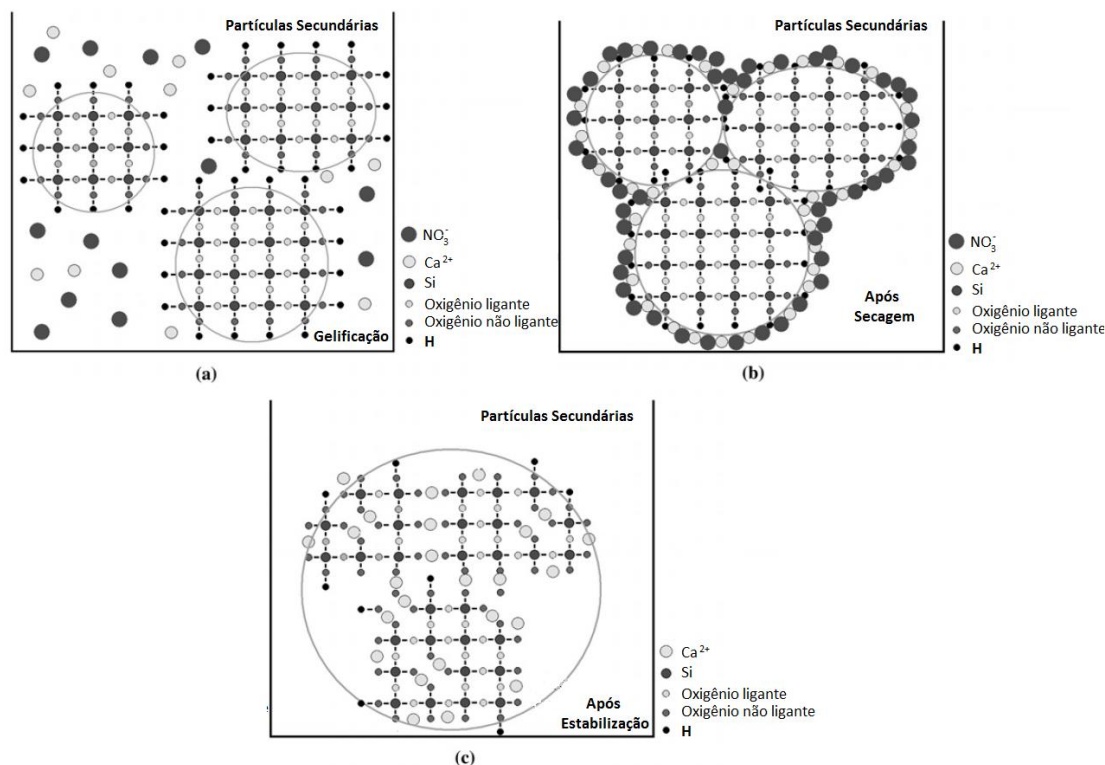 Partículas Secundárias
NO₃⁻
Ca²⁺
Si
Oxigênio ligante
Oxigênio não ligante
H
Gelificação
(a)
Partículas Secundárias
NO₃⁻
Ca²⁺
Si
Oxigênio ligante
Oxigênio não ligante
H
Após
Secagem
(b)
Partículas Secundárias
Ca²⁺
Si
Oxigênio ligante
Oxigênio não ligante
H
Após
Estabilização
(c)